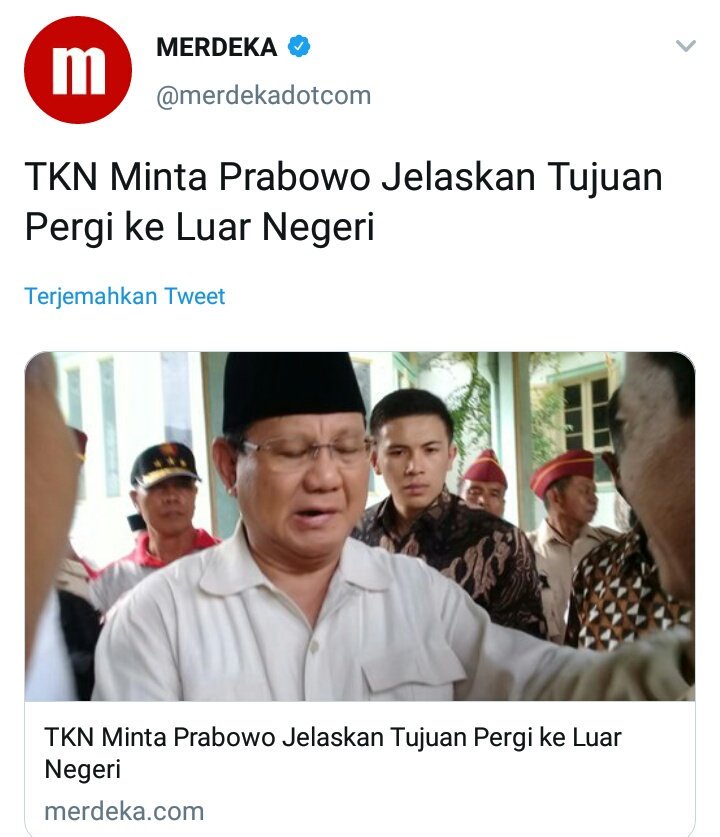 m
MERDEKA
@merdekadotcom
TKN Minta Prabowo Jelaskan Tujuan
Pergi ke Luar Negeri
Terjemahkan Tweet
TKN Minta Prabowo Jelaskan Tujuan Pergi ke Luar
Negeri
merdeka.com